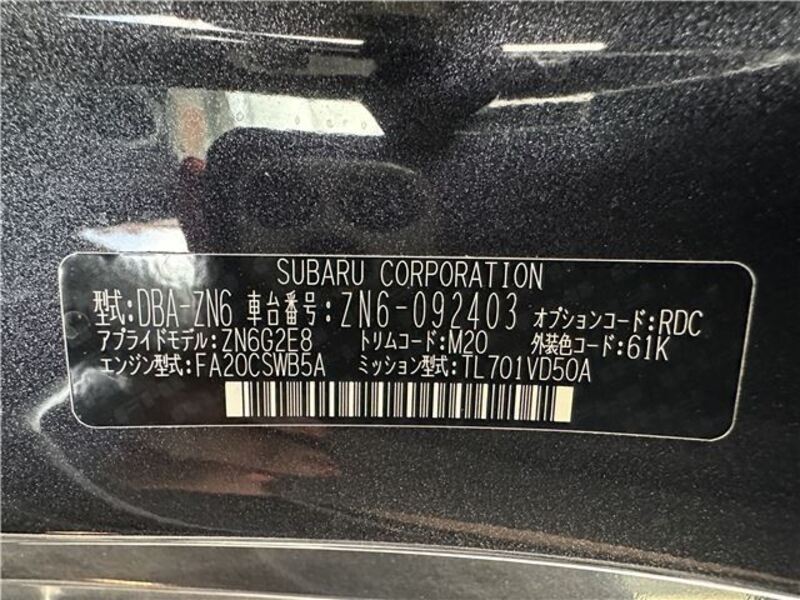 SUBARU CORPORATION
型式:DBA-ZN6 車台番号:ZN6-092403 オプションコード:RDC
アプライドモデル:ZN6G2E8 トリムコード:M20 外装色コード:61K
エンジン型式:FA20CSWB5A ミッション型式:TL701VD50A